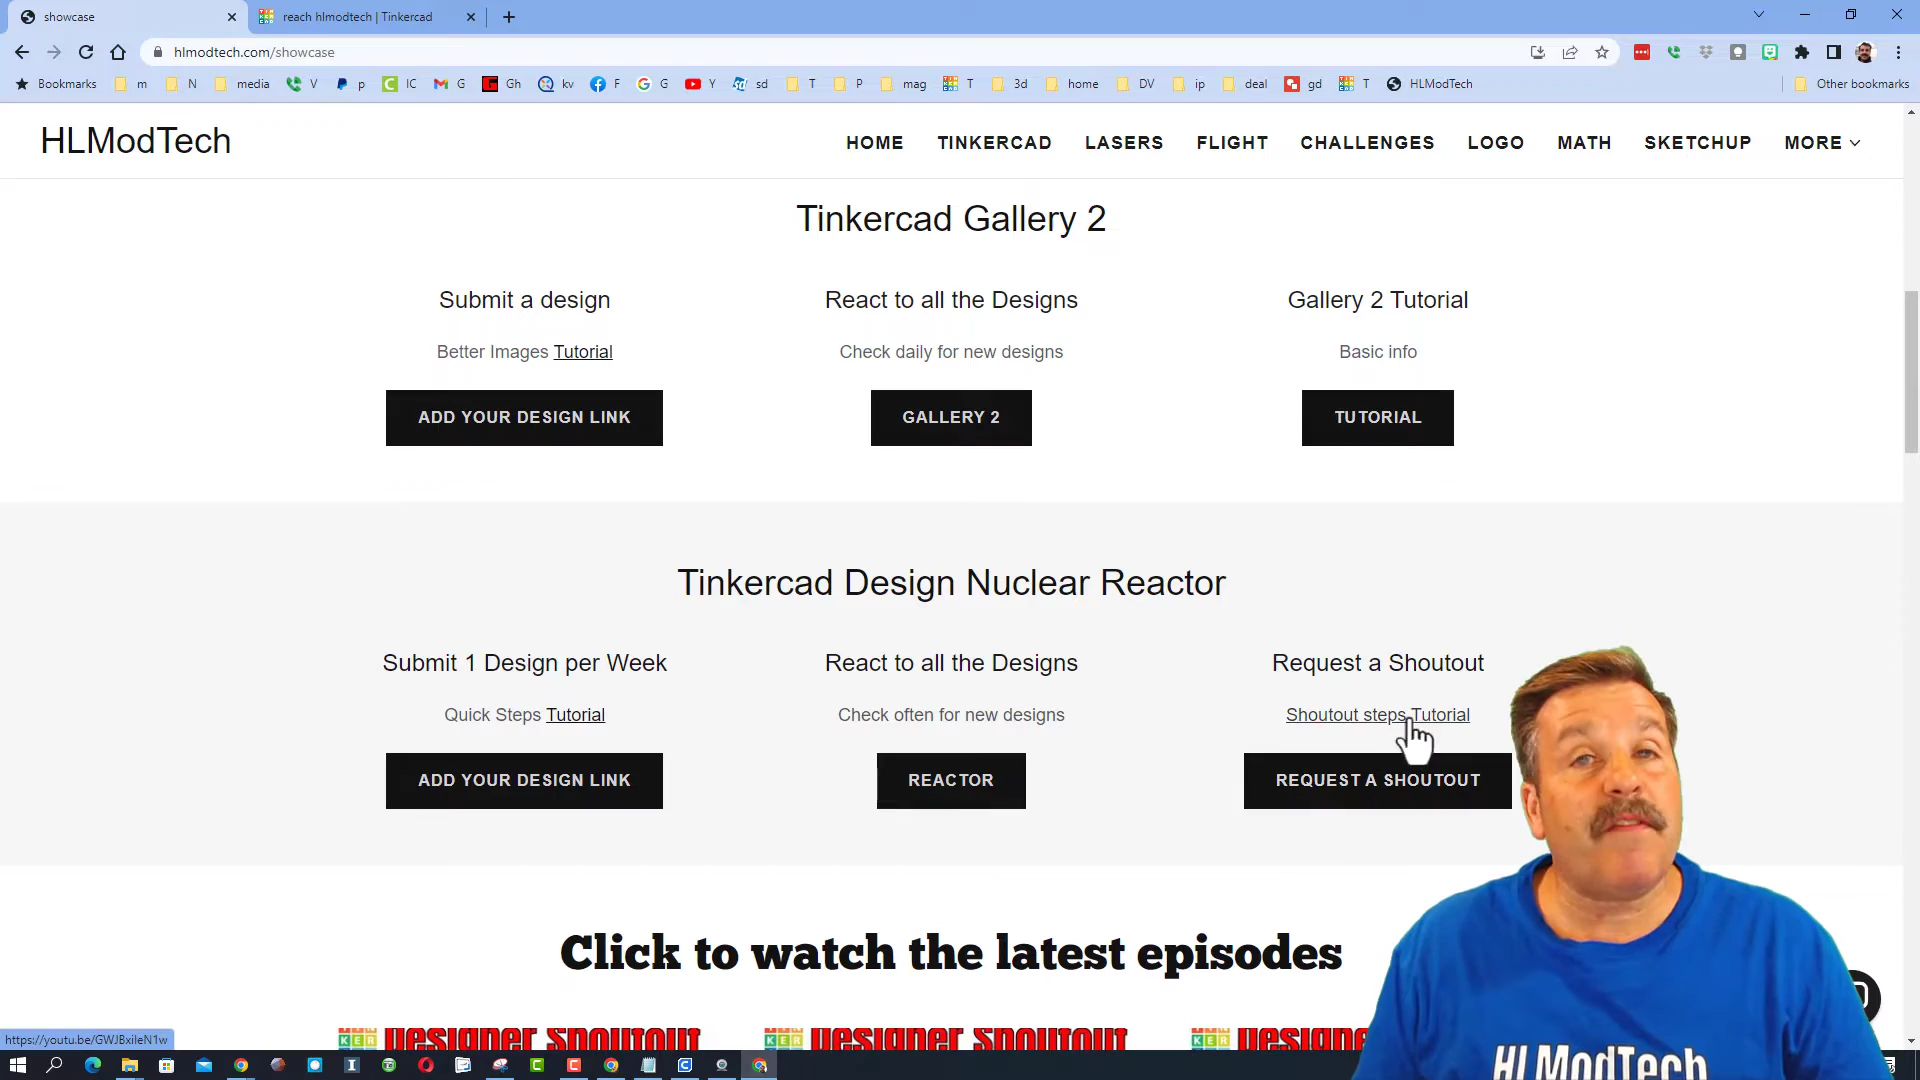 showcase
reach hlmodtech | Tinkercad
hlmodtech.com/showcase
Bookmarks m N media V p IC G Gh kv F G Y sd T P mag T 3d home DV ip deal gd T HLModTech Other bookmarks
HLModTech
HOME TINKERCAD LASERS FLIGHT CHALLENGES LOGO MATH SKETCHUP MORE
Tinkercad Gallery 2
Submit a design
Better Images Tutorial
ADD YOUR DESIGN LINK
React to all the Designs
Check daily for new designs
GALLERY 2
Gallery 2 Tutorial
Basic info
TUTORIAL
Tinkercad Design Nuclear Reactor
Submit 1 Design per Week
Quick Steps Tutorial
ADD YOUR DESIGN LINK
React to all the Designs
Check often for new designs
REACTOR
Request a Shoutout
Shoutout steps Tutorial
REQUEST A SHOUTOUT
Click to watch the latest episodes
KER Designer Shoutout
KER Designer Shoutout
KER Designer
https://youtu.be/GWJBxileN1w
HLModTech